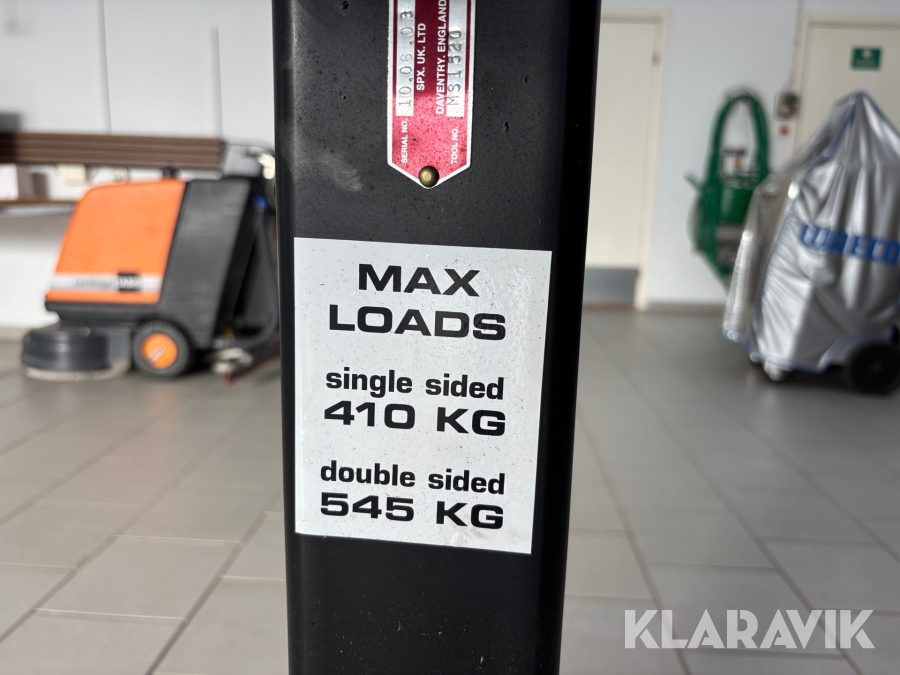 SERIAL NO. 10.06.03
SPX. UK. LTD
DAVENTRY. ENGLAND
TOOL NO. MS1520
MAX
LOADS
single sided
410 KG
double sided
545 KG
KLARAVIK